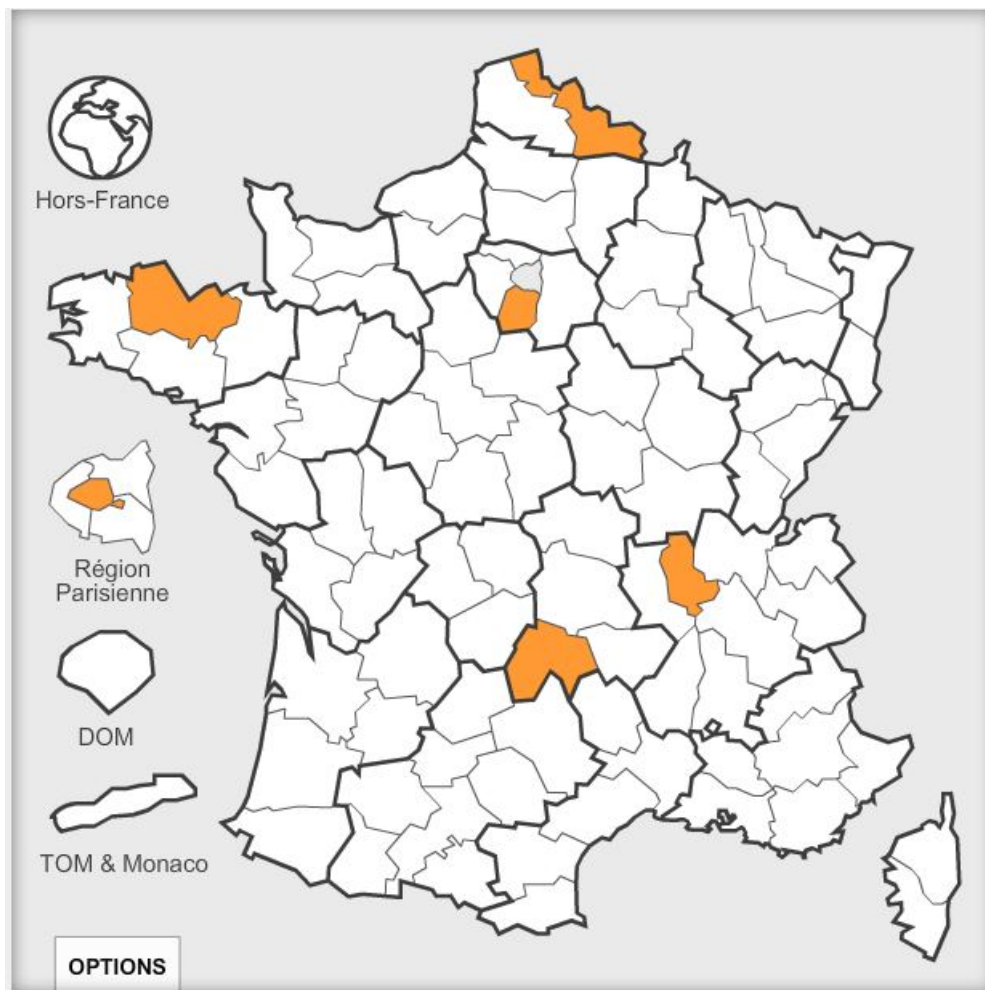 Hors-France
Région
Parisienne
DOM
TOM & Monaco
OPTIONS